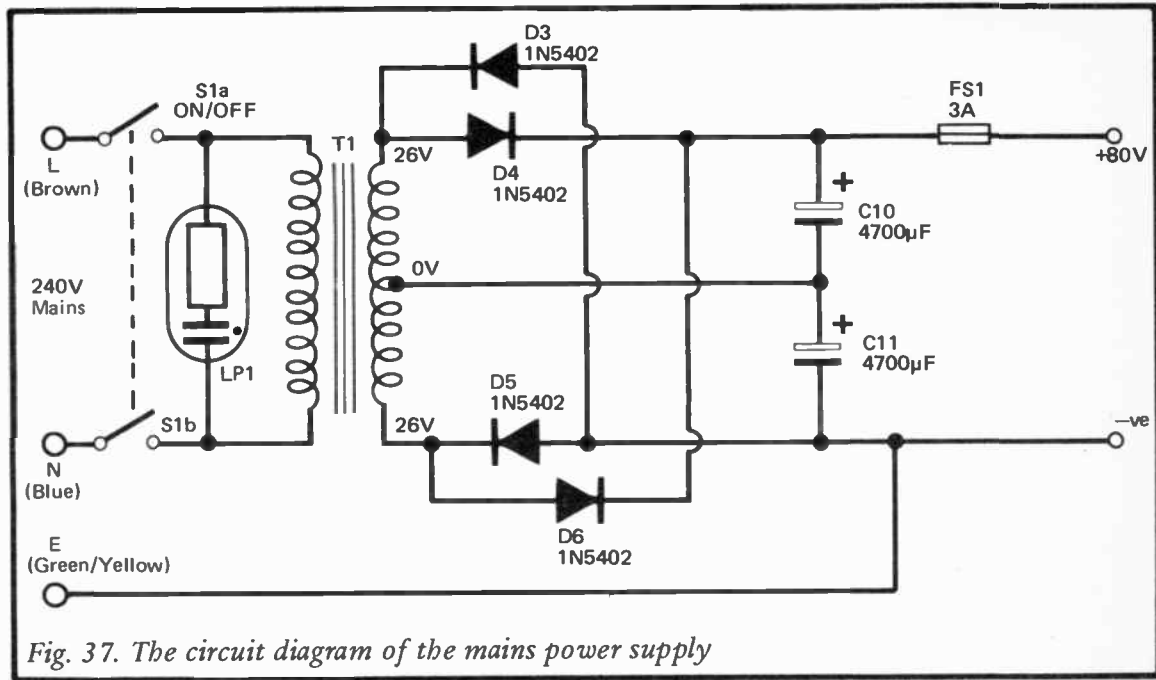 D3
1N5402
S1a
ON/OFF
FS1
3A
L
(Brown)
T1
26V
D4
1N5402
+80V
+
C10
4700µF
0V
240V
Mains
+
C11
4700µF
LP1
D5
1N5402
S1b
26V
—ve
N
(Blue)
D6
1N5402
E
(Green/Yellow)
Fig. 37. The circuit diagram of the mains power supply